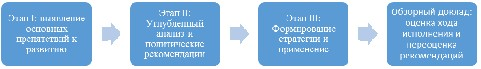 Этап I: выявление
основных
препятствий к
развитию
Этап II:
Углубленный
анализ и
политические
рекомендации
Этап III:
Формирование
стратегии и
применение
Обзорный доклад:
оценка хода
исполнения и
переоценка
рекомендаций